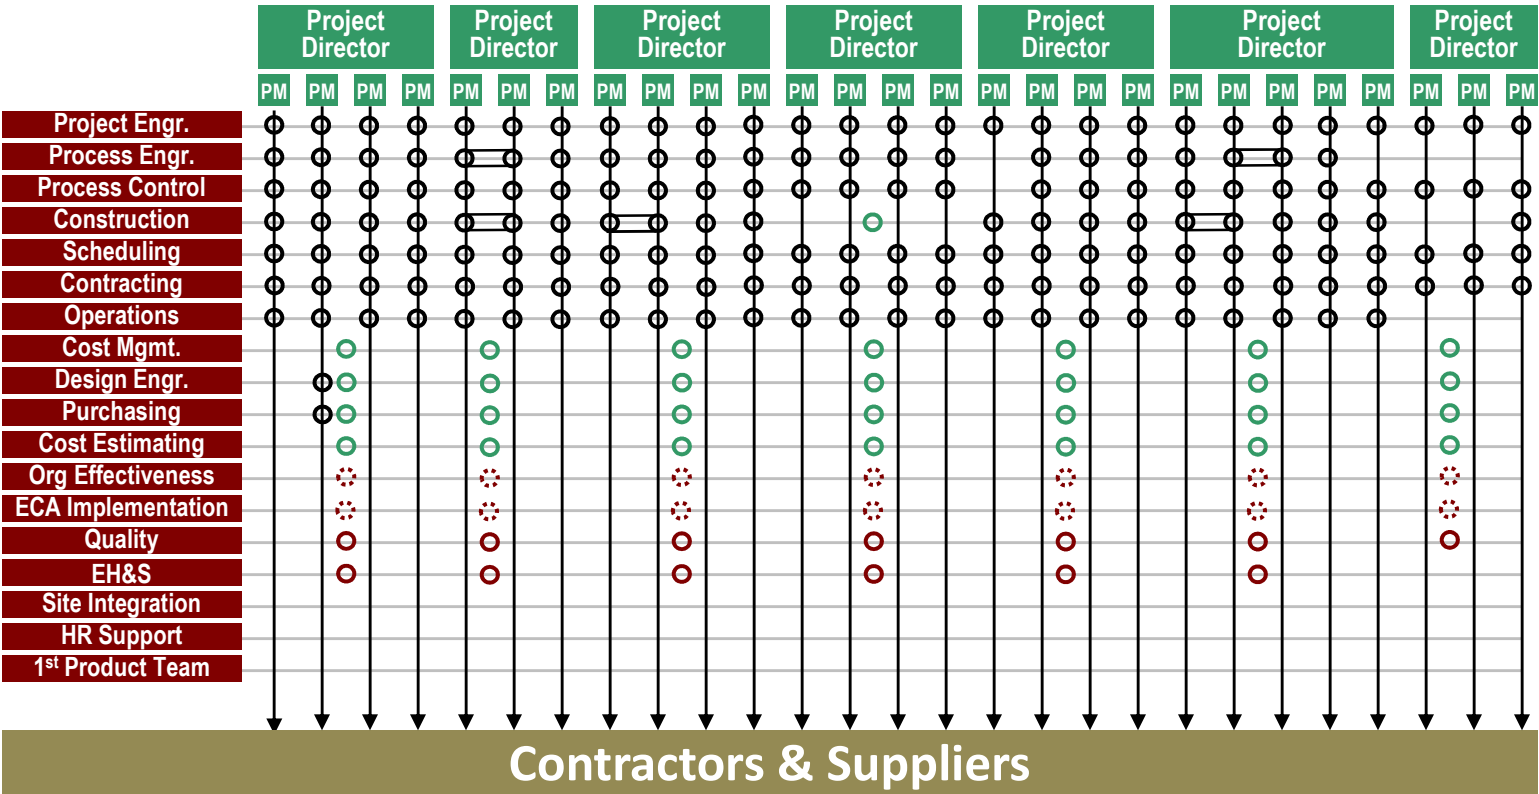 Project Director
Project Director
Project Director
Project Director
Project Director
Project Director
Project Director
PM PM PM PM PM PM PM PM PM PM PM PM PM PM PM PM PM PM PM PM PM PM PM PM PM PM PM
Project Engr.
Process Engr.
Process Control
Construction
Scheduling
Contracting
Operations
Cost Mgmt.
Design Engr.
Purchasing
Cost Estimating
Org Effectiveness
ECA Implementation
Quality
EH&S
Site Integration
HR Support
1st Product Team
Contractors & Suppliers